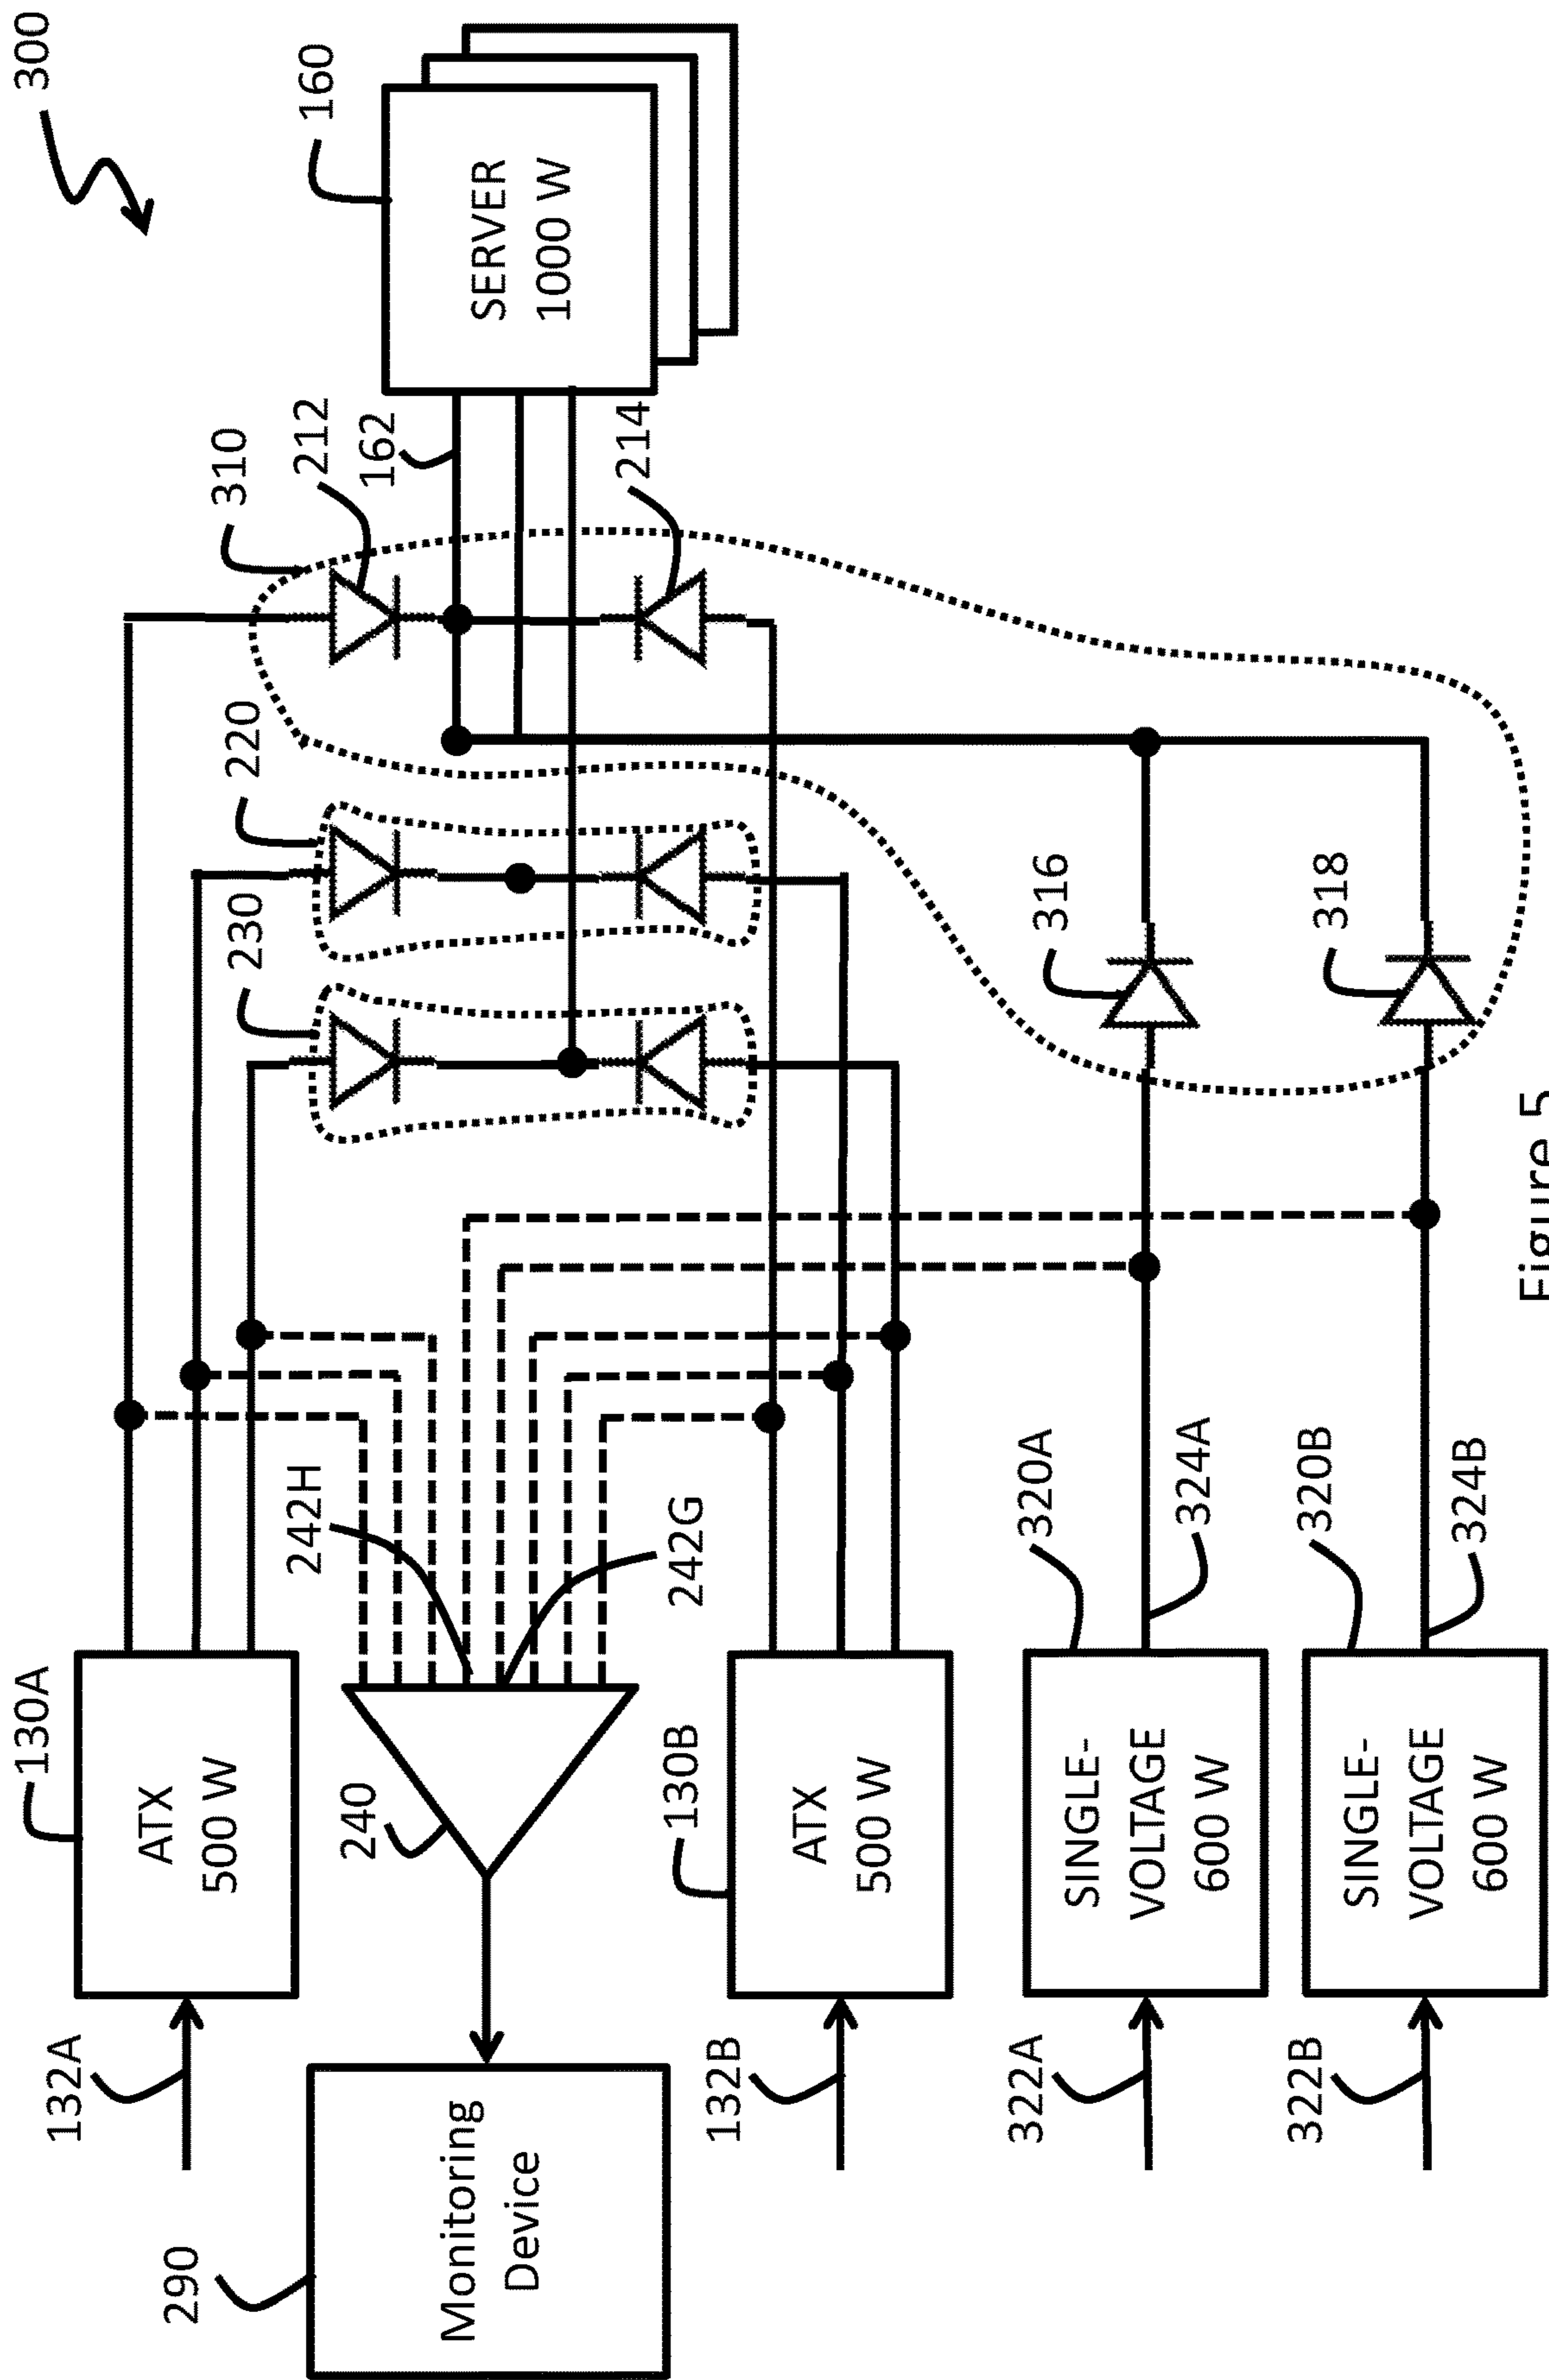 300
160
SERVER
1000 W
310
212
162
214
220
230
316
318
242H
242G
130A
ATX
500 W
132A
240
290
Monitoring
Device
130B
ATX
500 W
132B
320A
324A
SINGLE-
VOLTAGE
600 W
322A
320B
324B
SINGLE-
VOLTAGE
600 W
322B
Figure 5